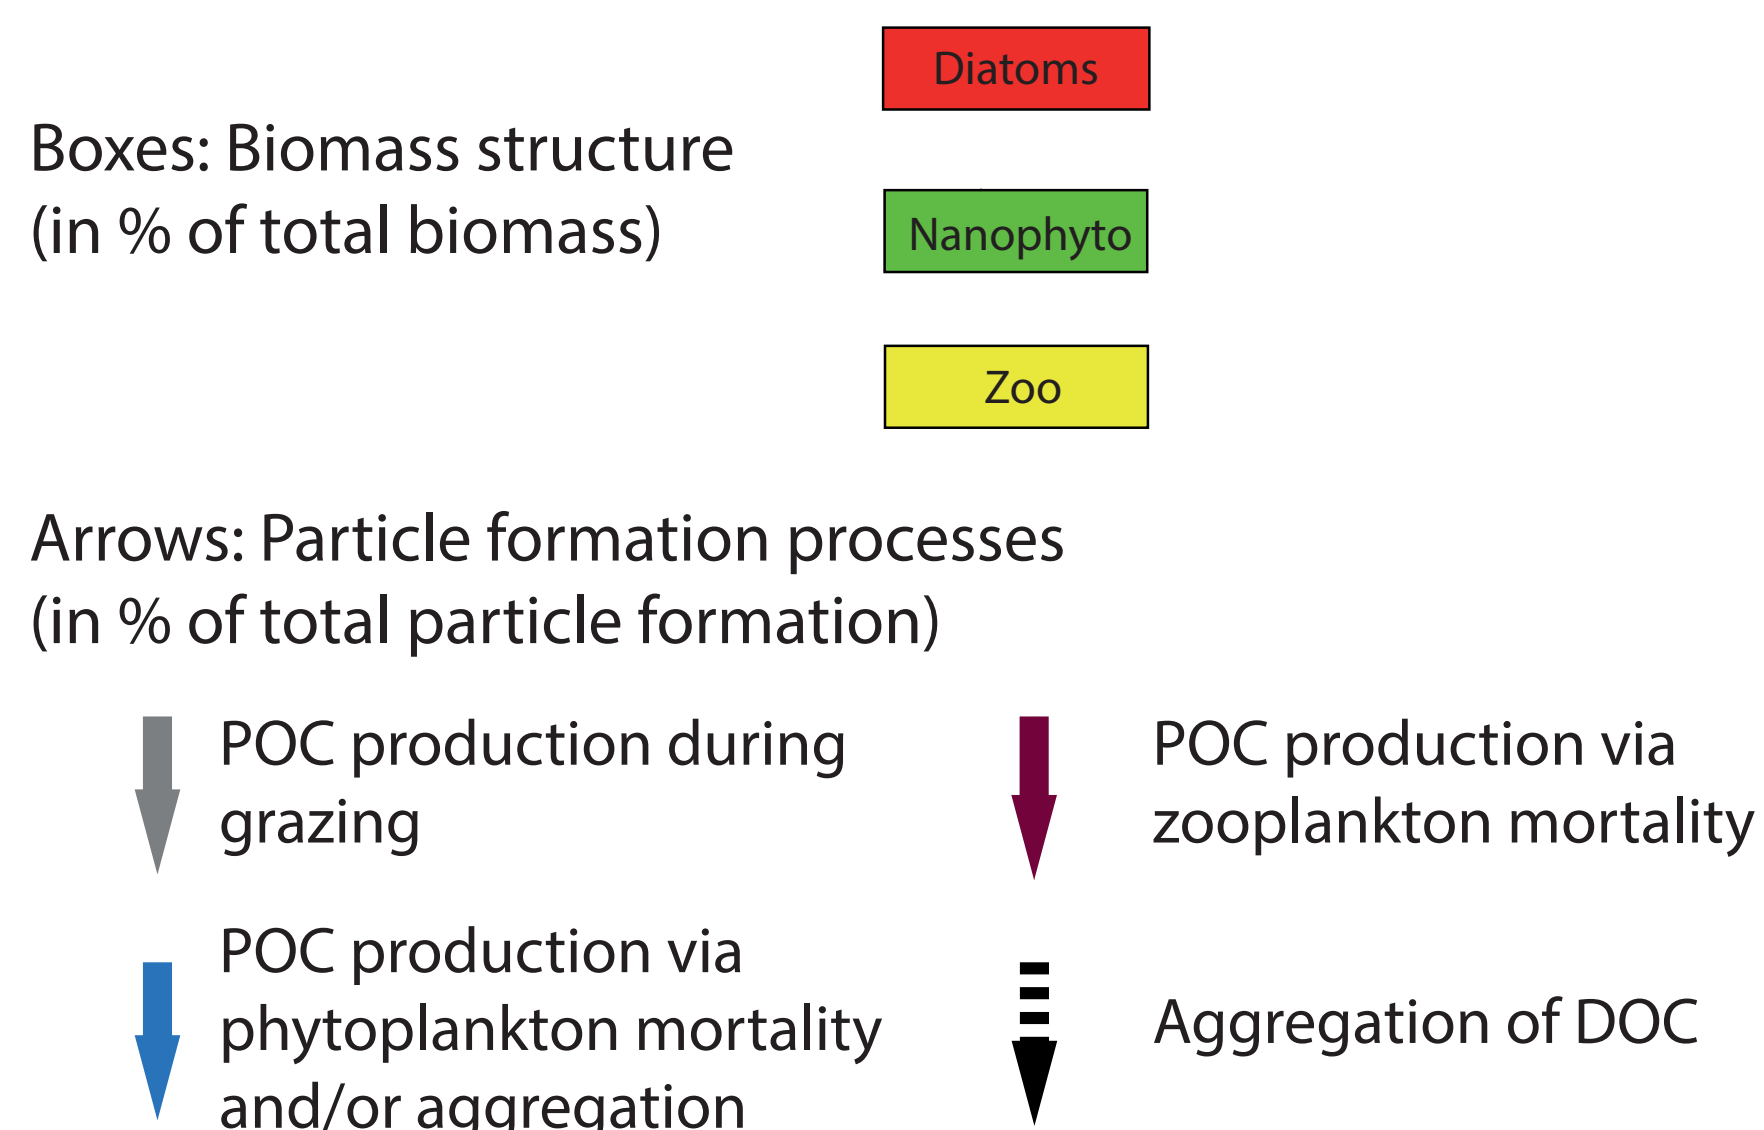 Diatoms
Boxes: Biomass structure
(in % of total biomass)
Nanophyto
Zoo
Arrows: Particle formation processes
(in % of total particle formation)
POC production during
grazing
POC production via
zooplankton mortality
POC production via
phytoplankton mortality
and/or aggregation
Aggregation of DOC